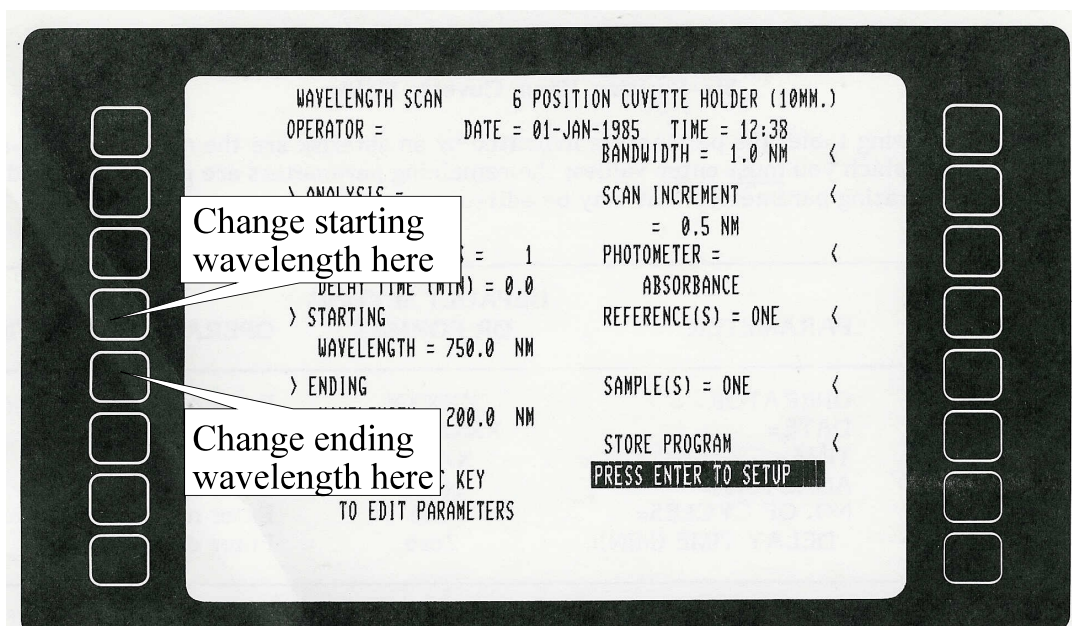 WAVELENGTH SCAN 6 POSITION CUVETTE HOLDER (10MM.)
OPERATOR = DATE = 01-JAN-1985 TIME = 12:38
BANDWIDTH = 1.0 NM <
> ANALYSIS = SCAN INCREMENT <
= 0.5 NM
Change starting
wavelength here
= 1 PHOTOMETER = <
DELAY TIME (MIN) = 0.0 ABSORBANCE
> STARTING REFERENCE(S) = ONE <
WAVELENGTH = 750.0 NM
> ENDING SAMPLE(S) = ONE <
200.0 NM
Change ending
wavelength here
STORE PROGRAM <
KEY PRESS ENTER TO SETUP
TO EDIT PARAMETERS